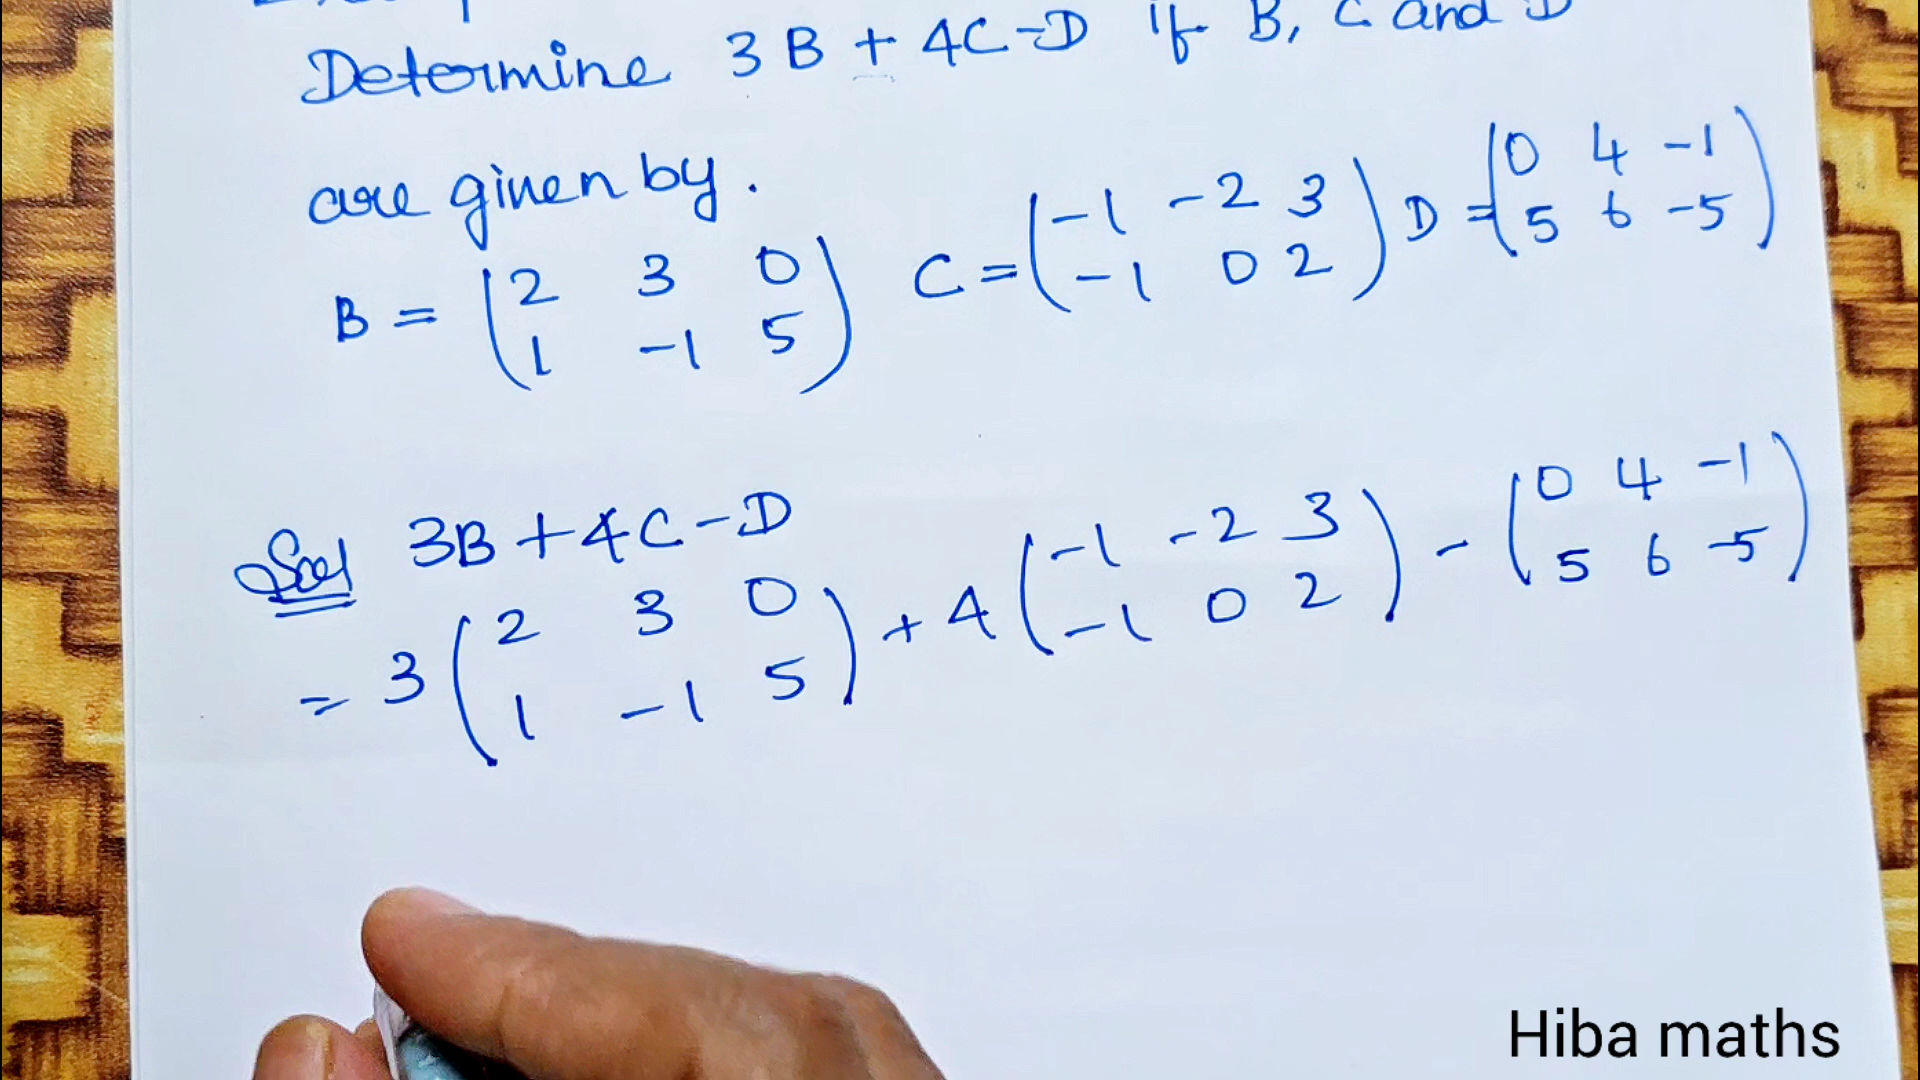 Determine 3B + 4C-D if B, C and D
are given by.
B = (2 3 0 C = (-1 -2 3) D = (0 4 -1
1 -1 5) -1 0 2) 5 6 -5)
Sol 3B+4C-D
= 3(2 3 0 + 4(-1 -2 3 - (0 4 -1
1 -1 5) -1 0 2) 5 6 -5)
Hiba maths